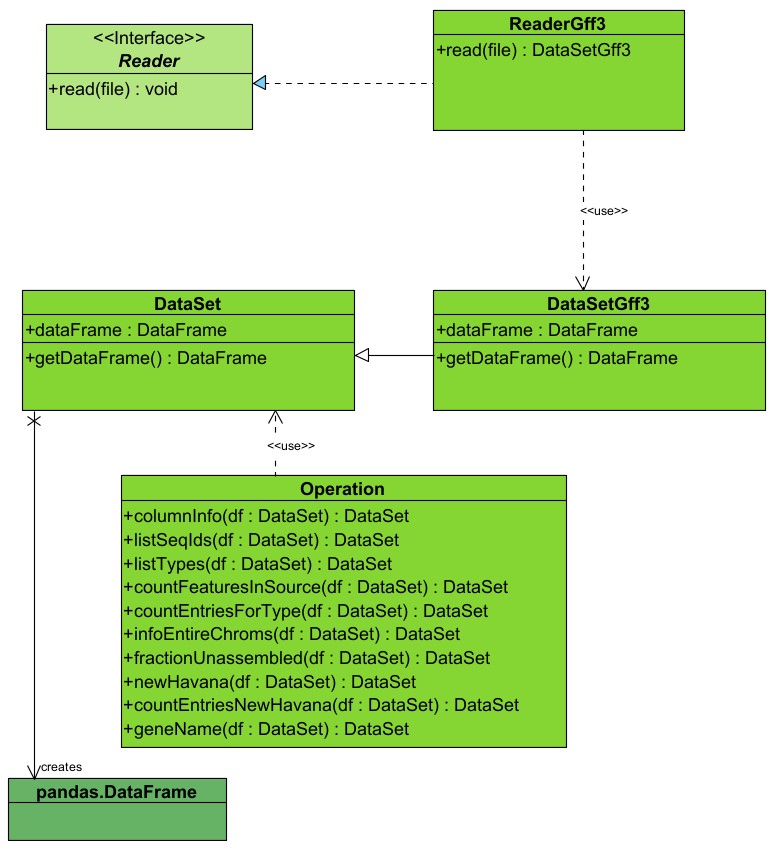 <<Interface>>
Reader
+read(file) : void
ReaderGff3
+read(file) : DataSetGff3
<<use>>
DataSet
+dataFrame : DataFrame
+getDataFrame() : DataFrame
DataSetGff3
+dataFrame : DataFrame
+getDataFrame() : DataFrame
<<use>>
Operation
+columnInfo(df : DataSet) : DataSet
+listSeqIds(df : DataSet) : DataSet
+listTypes(df : DataSet) : DataSet
+countFeaturesInSource(df : DataSet) : DataSet
+countEntriesForType(df : DataSet) : DataSet
+infoEntireChroms(df : DataSet) : DataSet
+fractionUnassembled(df : DataSet) : DataSet
+newHavana(df : DataSet) : DataSet
+countEntriesNewHavana(df : DataSet) : DataSet
+geneName(df : DataSet) : DataSet
creates
pandas.DataFrame